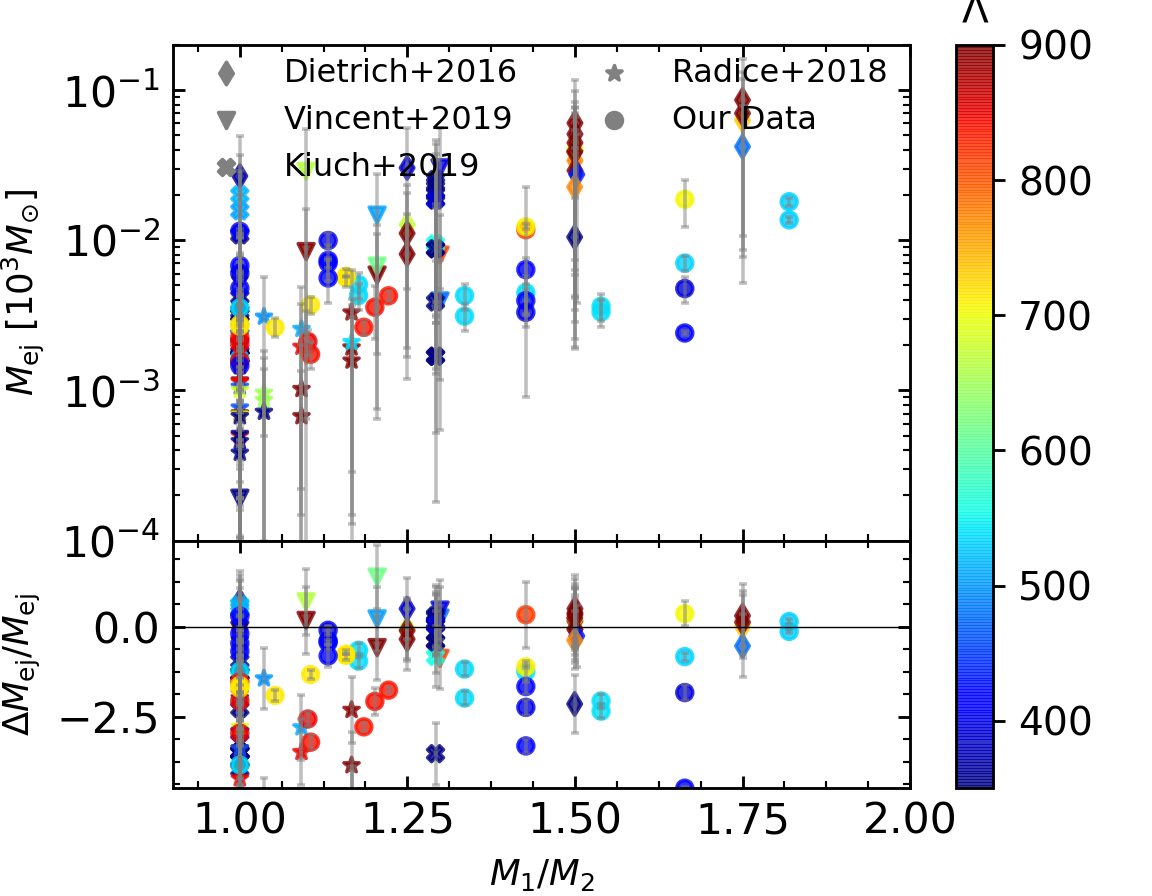 Λ
Dietrich+2016
Vincent+2019
Kiuch+2019
Radice+2018
Our Data
10⁻¹
10⁻²
10⁻³
10⁻⁴
M_ej [10³M_⊙]
0.0
−2.5
ΔM_ej/M_ej
1.00 1.25 1.50 1.75 2.00
M₁/M₂
900
800
700
600
500
400